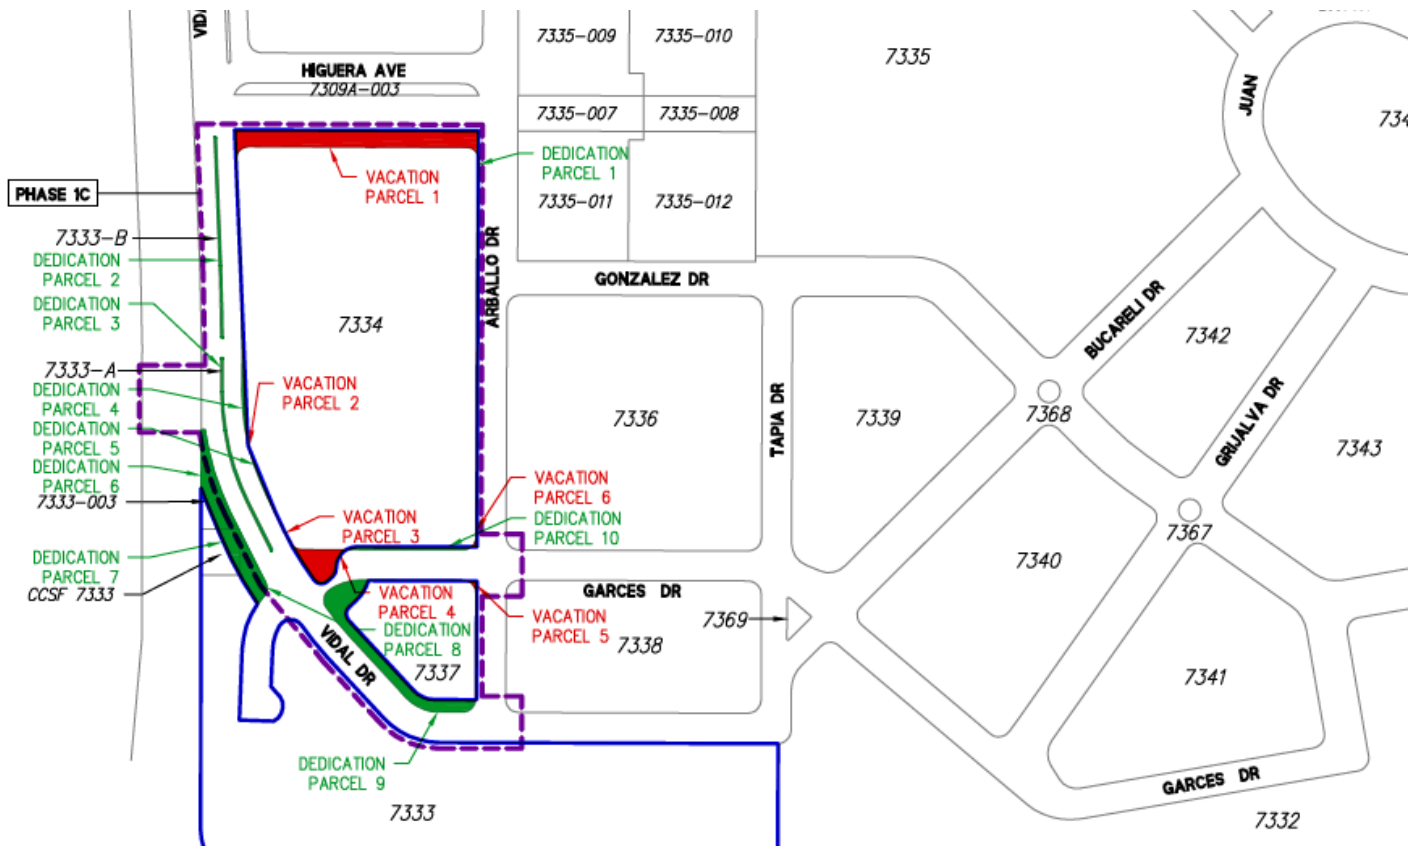 VIDA
7335-009
7335-010
7335
HIGUERA AVE
7309A-003
7335-007
7335-008
JUAN
734
DEDICATION
PARCEL 1
VACATION
PARCEL 1
PHASE 1C
7335-011
7335-012
7333-B
DEDICATION
PARCEL 2
ARBALLO DR
GONZALEZ DR
BUCARELI DR
DEDICATION
PARCEL 3
7334
7342
7333-A
DEDICATION
PARCEL 4
VACATION
PARCEL 2
7336
TAPIA DR
7339
7368
GRIJALVA DR
DEDICATION
PARCEL 5
7343
DEDICATION
PARCEL 6
VACATION
PARCEL 6
7333-003
VACATION
PARCEL 3
DEDICATION
PARCEL 10
7367
DEDICATION
PARCEL 7
7340
CCSF 7333
VACATION
PARCEL 4
GARCES DR
VACATION
PARCEL 5
7369
DEDICATION
PARCEL 8
VIDAL DR
7338
7337
7341
DEDICATION
PARCEL 9
GARCES DR
7333
7332